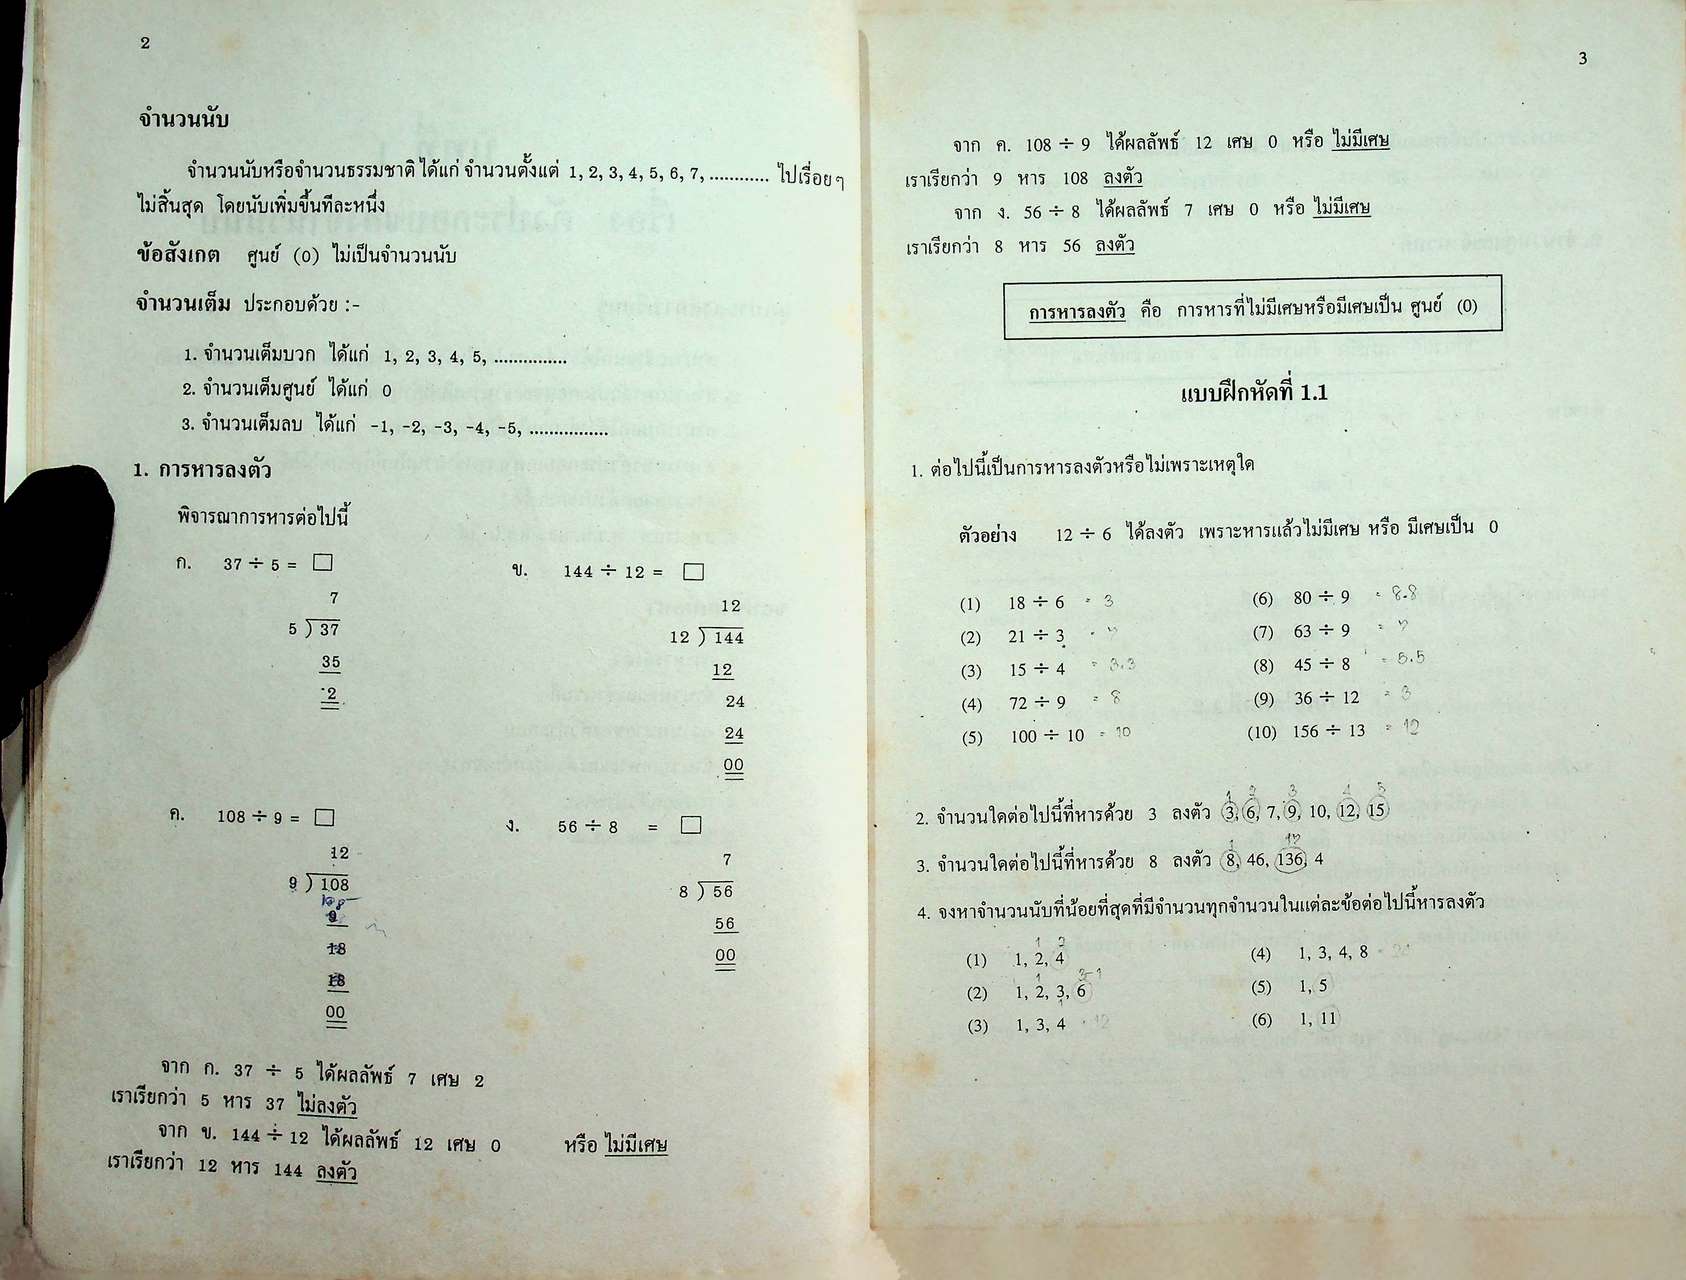 2
จำนวนนับ
จำนวนนับหรือจำนวนธรรมชาติ ได้แก่ จำนวนตั้งแต่ 1, 2, 3, 4, 5, 6, 7, ............ ไปเรื่อยๆ
ไม่สิ้นสุด โดยนับเพิ่มขึ้นทีละหนึ่ง
ข้อสังเกต ศูนย์ (0) ไม่เป็นจำนวนนับ
จำนวนเต็ม ประกอบด้วย :-
1. จำนวนเต็มบวก ได้แก่ 1, 2, 3, 4, 5, ...............
2. จำนวนเต็มศูนย์ ได้แก่ 0
3. จำนวนเต็มลบ ได้แก่ -1, -2, -3, -4, -5, ................
1. การหารลงตัว
พิจารณาการหารต่อไปนี้
ก. 37 ÷ 5 = □
7
5 ) 37
35
2
ข. 144 ÷ 12 = □
12
12 ) 144
12
24
24
00
ค. 108 ÷ 9 = □
12
9 ) 108
108
9
18
18
00
ง. 56 ÷ 8 = □
7
8 ) 56
56
00
จาก ก. 37 ÷ 5 ได้ผลลัพธ์ 7 เศษ 2
เราเรียกว่า 5 หาร 37 ไม่ลงตัว
จาก ข. 144 ÷ 12 ได้ผลลัพธ์ 12 เศษ 0 หรือ ไม่มีเศษ
เราเรียกว่า 12 หาร 144 ลงตัว
3
จาก ค. 108 ÷ 9 ได้ผลลัพธ์ 12 เศษ 0 หรือ ไม่มีเศษ
เราเรียกว่า 9 หาร 108 ลงตัว
จาก ง. 56 ÷ 8 ได้ผลลัพธ์ 7 เศษ 0 หรือ ไม่มีเศษ
เราเรียกว่า 8 หาร 56 ลงตัว
การหารลงตัว คือ การหารที่ไม่มีเศษหรือมีเศษเป็น ศูนย์ (0)
แบบฝึกหัดที่ 1.1
1. ต่อไปนี้เป็นการหารลงตัวหรือไม่เพราะเหตุใด
ตัวอย่าง 12 ÷ 6 ได้ลงตัว เพราะหารแล้วไม่มีเศษ หรือ มีเศษเป็น 0
(1) 18 ÷ 6 = 3
(2) 21 ÷ 3 = 7
(3) 15 ÷ 4 = 3.3
(4) 72 ÷ 9 = 8
(5) 100 ÷ 10 = 10
(6) 80 ÷ 9 = 8.8
(7) 63 ÷ 9 = 7
(8) 45 ÷ 8 = 5.5
(9) 36 ÷ 12 = 3
(10) 156 ÷ 13 = 12
1 2 3 4 5
2. จำนวนใดต่อไปนี้ที่หารด้วย 3 ลงตัว 3, 6, 7, 9, 10, 12, 15
1 17
3. จำนวนใดต่อไปนี้ที่หารด้วย 8 ลงตัว 8, 46, 136, 4
4. จงหาจำนวนนับที่น้อยที่สุดที่มีจำนวนทุกจำนวนในแต่ละข้อต่อไปนี้หารลงตัว
1 2
(1) 1, 2, 4
(2) 1, 2, 3, 6
(3) 1, 3, 4 = 12
(4) 1, 3, 4, 8 = 24
(5) 1, 5
(6) 1, 11